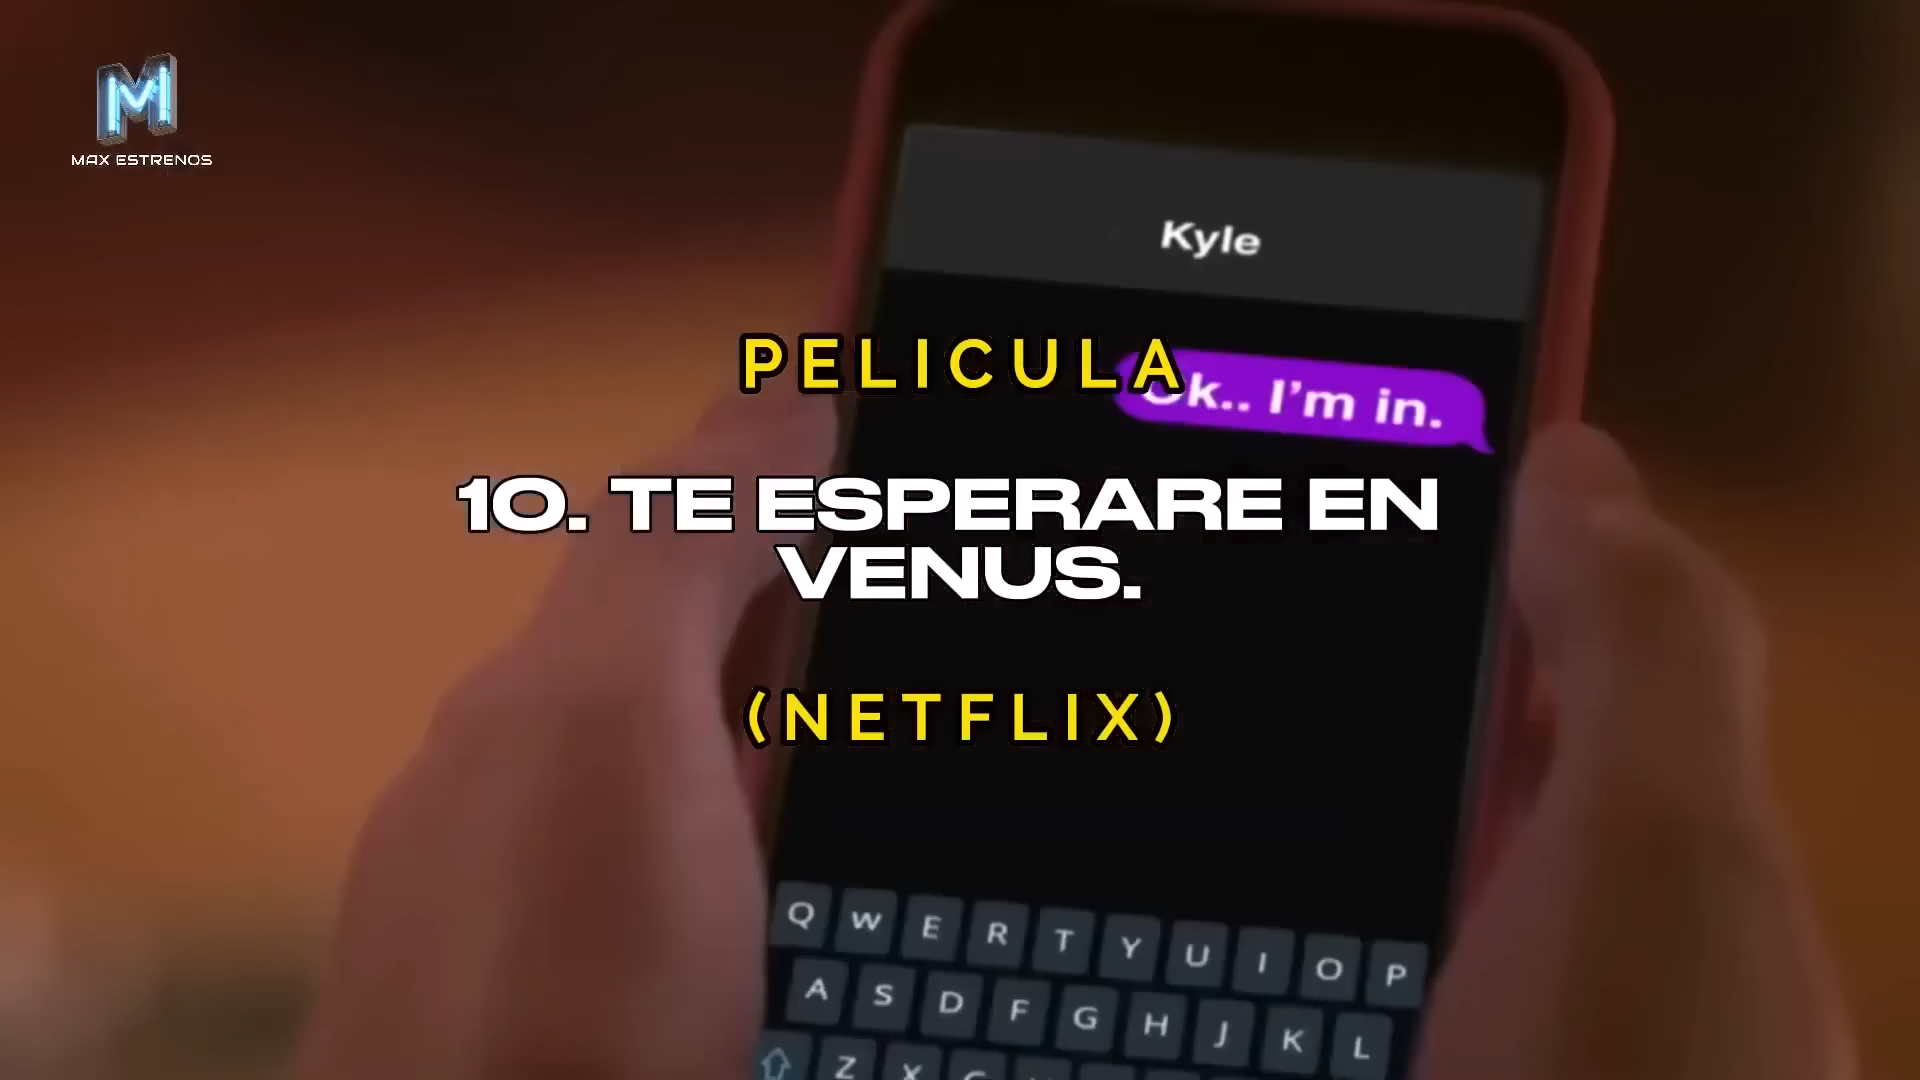 M
MAX ESTRENOS
Kyle
PELICULA
Ok.. I'm in.
10. TE ESPERARE EN
VENUS.
(NETFLIX)
Q W E R T Y U I O P
A S D F G H J K L
Z X